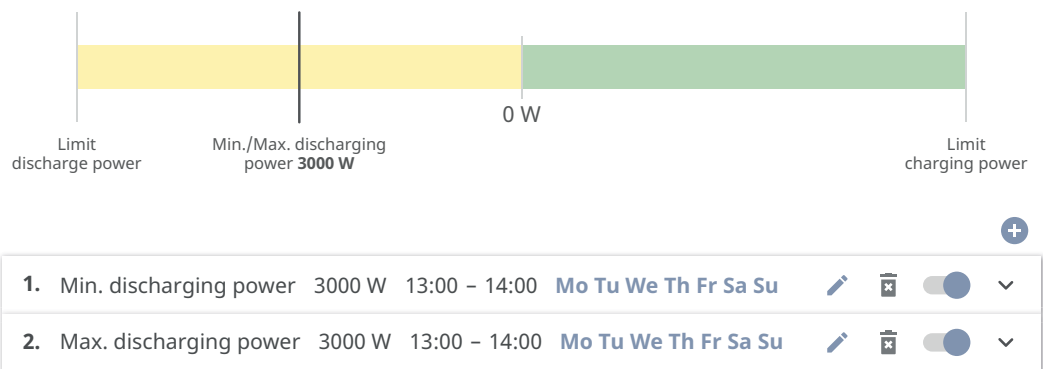 0 W
Limit
discharge power
Min./Max. discharging
power 3000 W
Limit
charging power
1. Min. discharging power 3000 W 13:00 – 14:00 Mo Tu We Th Fr Sa Su
2. Max. discharging power 3000 W 13:00 – 14:00 Mo Tu We Th Fr Sa Su